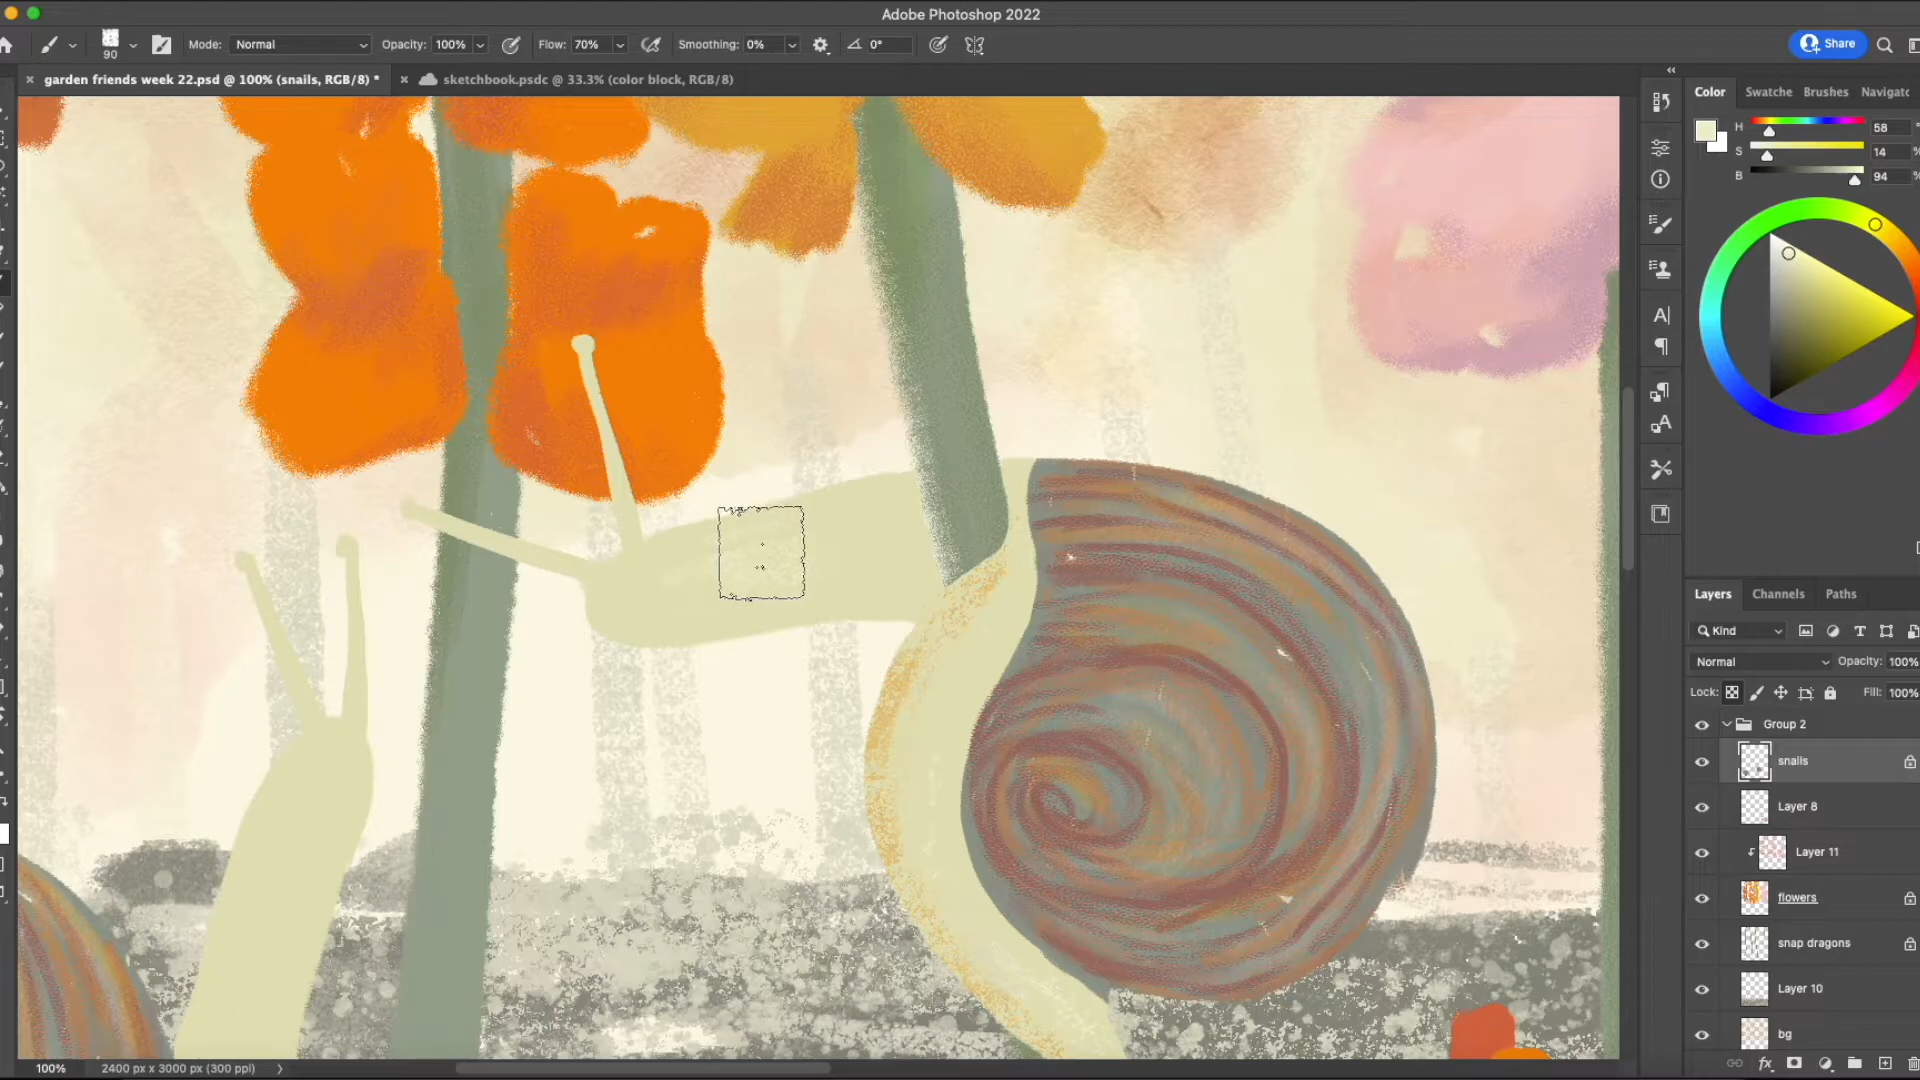 Adobe Photoshop 2022
90
Mode: Normal
Opacity: 100%
Flow: 70%
Smoothing: 0%
0°
Share
garden friends week 22.psd @ 100% (snails, RGB/8) *
sketchbook.psdc @ 33.3% (color block, RGB/8)
Color
Swatche
Brushes
Navigatc
H 58 °
S 14 %
B 94 %
Layers
Channels
Paths
Kind
Normal
Opacity: 100%
Lock:
Fill: 100%
Group 2
snails
Layer 8
Layer 11
flowers
snap dragons
Layer 10
bg
100%
2400 px x 3000 px (300 ppi)